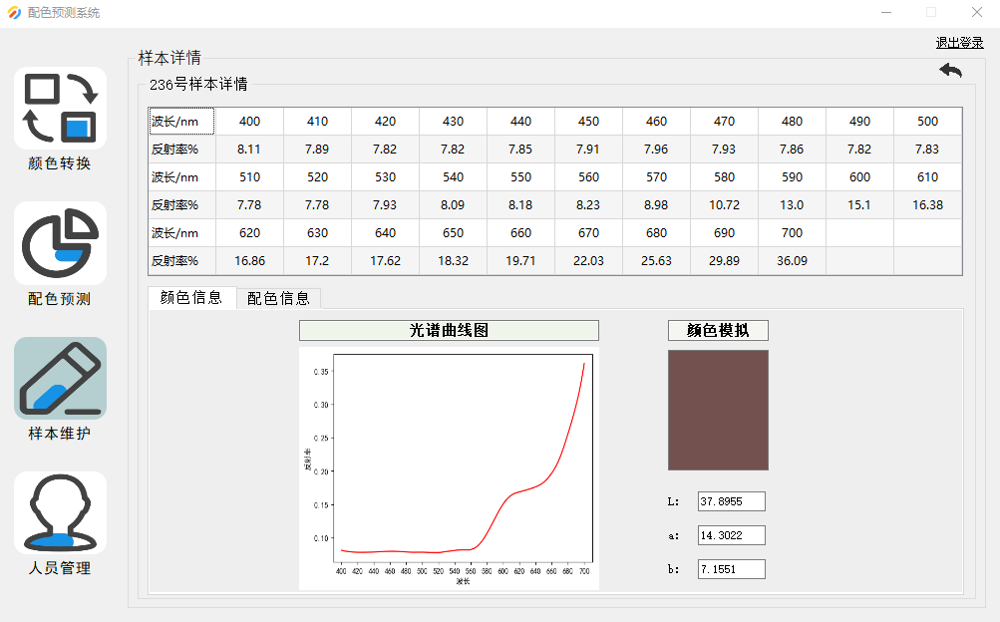 配色预测系统
退出登录
样本详情
236号样本详情
波长/nm 400 410 420 430 440 450 460 470 480 490 500
反射率% 8.11 7.89 7.82 7.82 7.85 7.91 7.96 7.93 7.86 7.82 7.83
波长/nm 510 520 530 540 550 560 570 580 590 600 610
反射率% 7.78 7.78 7.93 8.09 8.18 8.23 8.98 10.72 13.0 15.1 16.38
波长/nm 620 630 640 650 660 670 680 690 700
反射率% 16.86 17.2 17.62 18.32 19.71 22.03 25.63 29.89 36.09
颜色转换
配色预测
样本维护
人员管理
颜色信息 配色信息
光谱曲线图
0.35
0.30
0.25
0.20
0.15
0.10
反射率
400 420 440 460 480 500 520 540 560 580 600 620 640 660 680 700
波长
颜色模拟
L: 37.8955
a: 14.3022
b: 7.1551